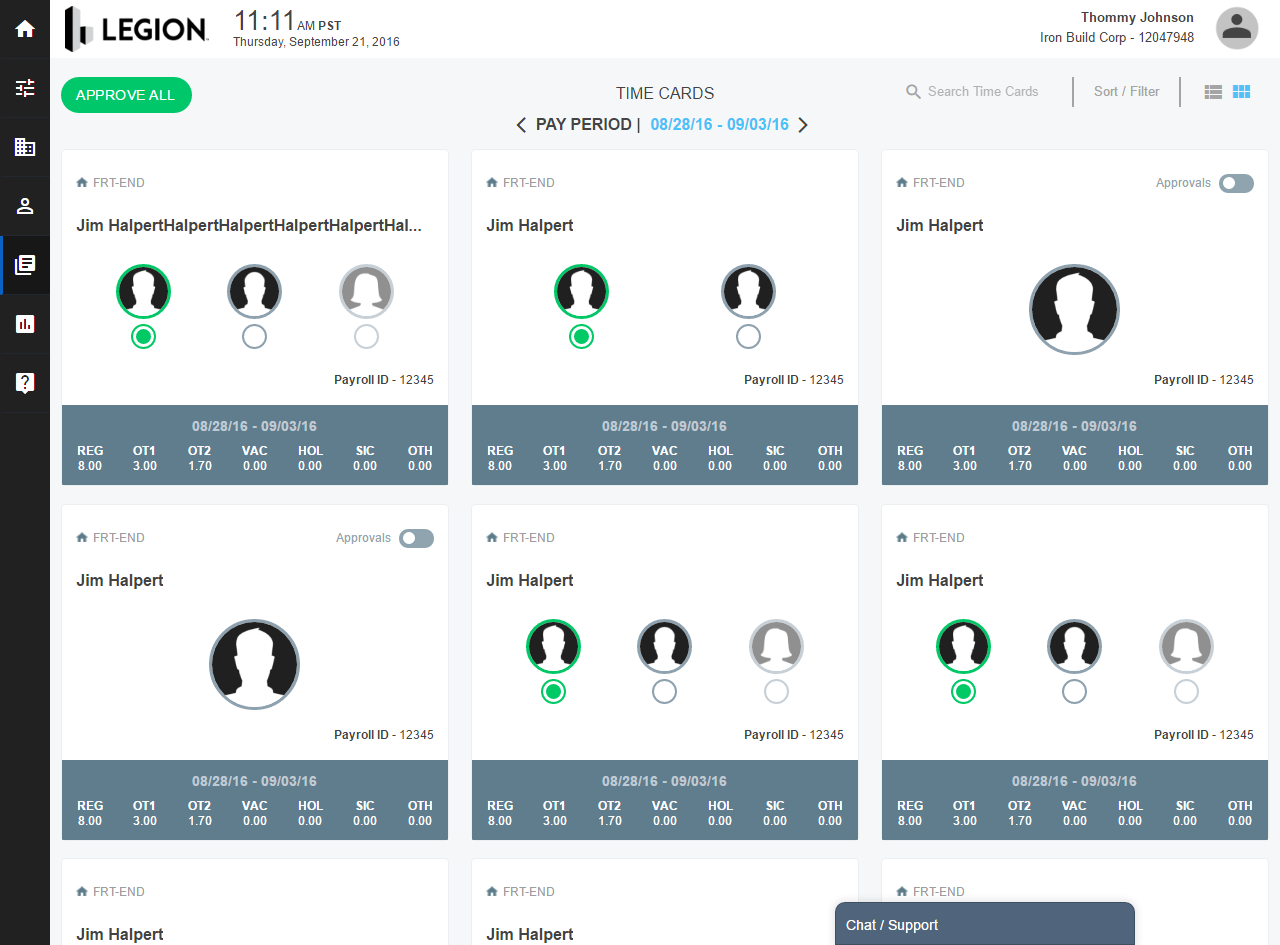 LEGION
11:11 AM PST
Thursday, September 21, 2016
Thommy Johnson
Iron Build Corp - 12047948
APPROVE ALL
TIME CARDS
Search Time Cards
Sort / Filter
PAY PERIOD | 08/28/16 - 09/03/16
FRT-END
Jim HalpertHalpertHalpertHalpertHalpertHal...
Payroll ID - 12345
08/28/16 - 09/03/16
REG OT1 OT2 VAC HOL SIC OTH
8.00 3.00 1.70 0.00 0.00 0.00 0.00
FRT-END
Jim Halpert
Payroll ID - 12345
08/28/16 - 09/03/16
REG OT1 OT2 VAC HOL SIC OTH
8.00 3.00 1.70 0.00 0.00 0.00 0.00
FRT-END Approvals
Jim Halpert
Payroll ID - 12345
08/28/16 - 09/03/16
REG OT1 OT2 VAC HOL SIC OTH
8.00 3.00 1.70 0.00 0.00 0.00 0.00
FRT-END Approvals
Jim Halpert
Payroll ID - 12345
08/28/16 - 09/03/16
REG OT1 OT2 VAC HOL SIC OTH
8.00 3.00 1.70 0.00 0.00 0.00 0.00
FRT-END
Jim Halpert
Payroll ID - 12345
08/28/16 - 09/03/16
REG OT1 OT2 VAC HOL SIC OTH
8.00 3.00 1.70 0.00 0.00 0.00 0.00
FRT-END
Jim Halpert
Payroll ID - 12345
08/28/16 - 09/03/16
REG OT1 OT2 VAC HOL SIC OTH
8.00 3.00 1.70 0.00 0.00 0.00 0.00
FRT-END
Jim Halpert
FRT-END
Jim Halpert
FRT-END
Chat / Support